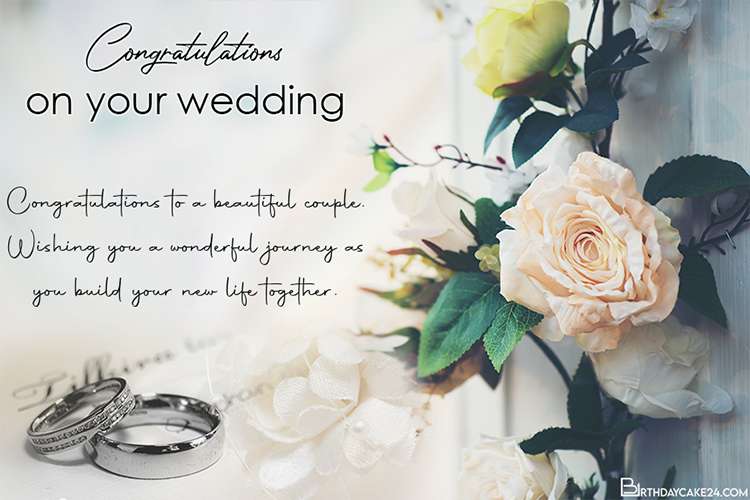 Congratulations
on your wedding
Congratulations to a beautiful couple.
Wishing you a wonderful journey as
you build your new life together.
BIRTHDAYCAKE24.COM